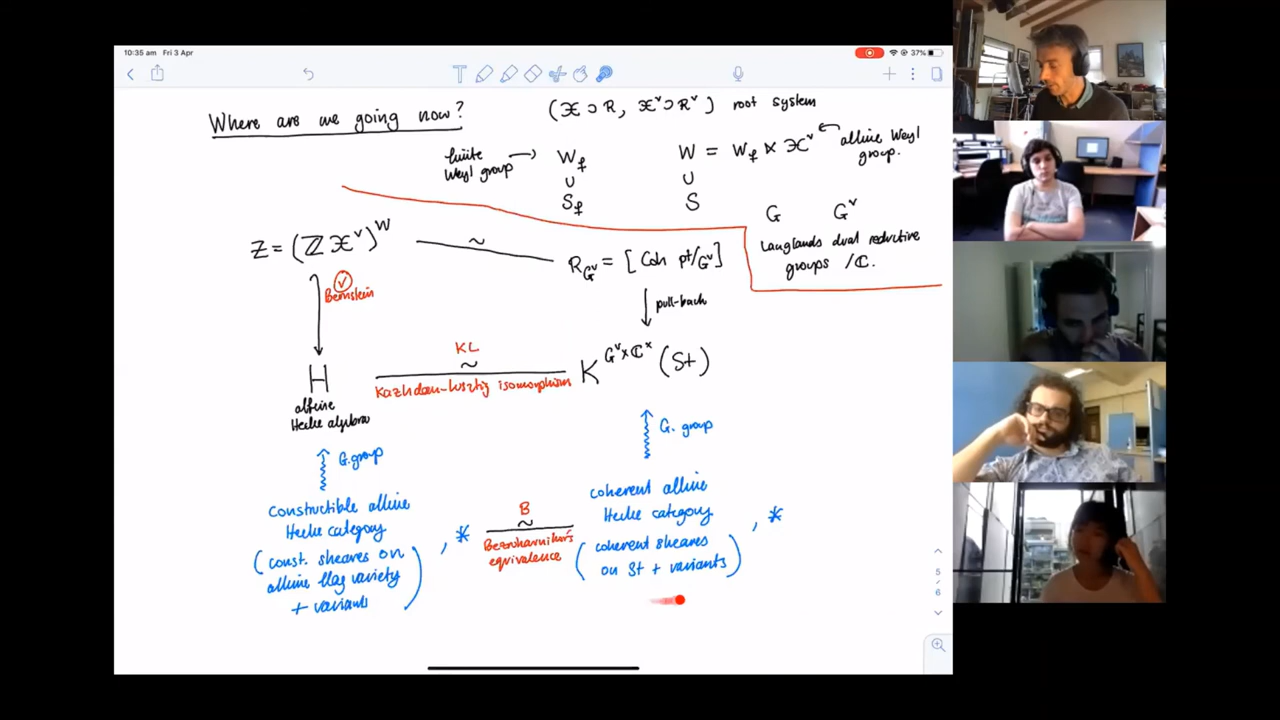 10:35 am Fri 3 Apr
37%
Where are we going now?
(𝔛 ⊃ R, 𝔛^∨ ⊃ R^∨) root system
finite Weyl group → W_f
∪
S_f
W = W_f ⋉ 𝔛^∨ ← affine Weyl group.
∪
S
G G^∨
Langlands dual reductive
groups /ℂ.
Z = (ℤ𝔛^∨)^W ~ R_{G^∨} = [Coh pt/G^∨]
✓
Bernstein
pull-back
H
affine
Hecke algebra
KL
~
Kazhdan-Lusztig isomorphism
K^{G^∨×ℂ^×}(St)
G. group
G. group
constructible affine
Hecke category
(const. sheaves on
affine flag variety
+ variants)
, *
B
~
Bezrukavnikov's
equivalence
coherent affine
Hecke category
(coherent sheaves
on St + variants)
, *
5
6